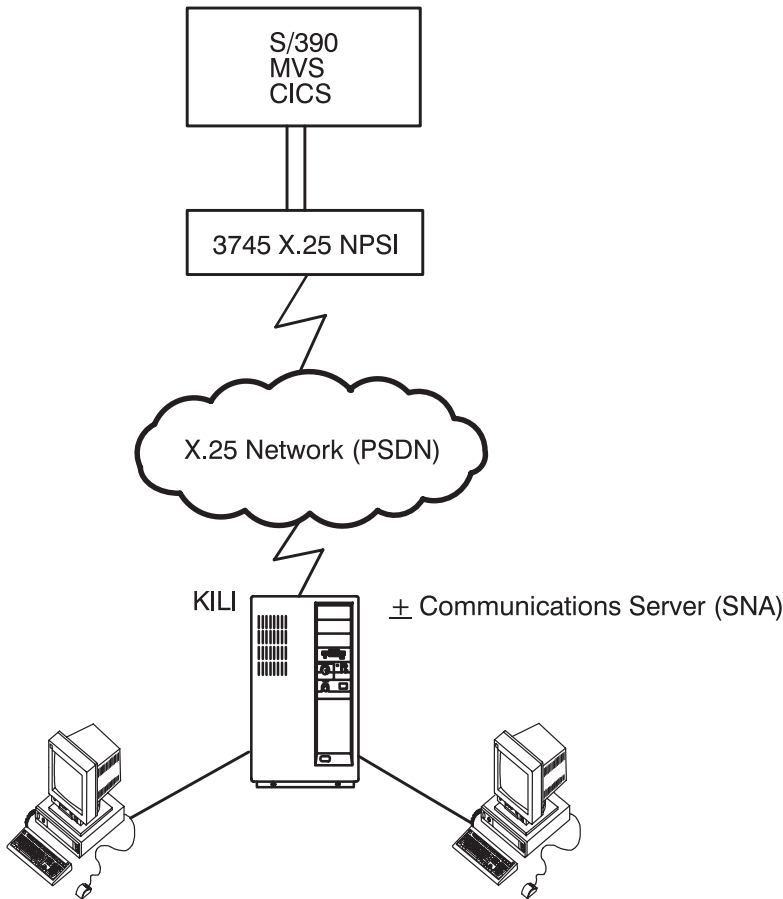 S/390
MVS
CICS
3745 X.25 NPSI
X.25 Network (PSDN)
KILI
+ Communications Server (SNA)